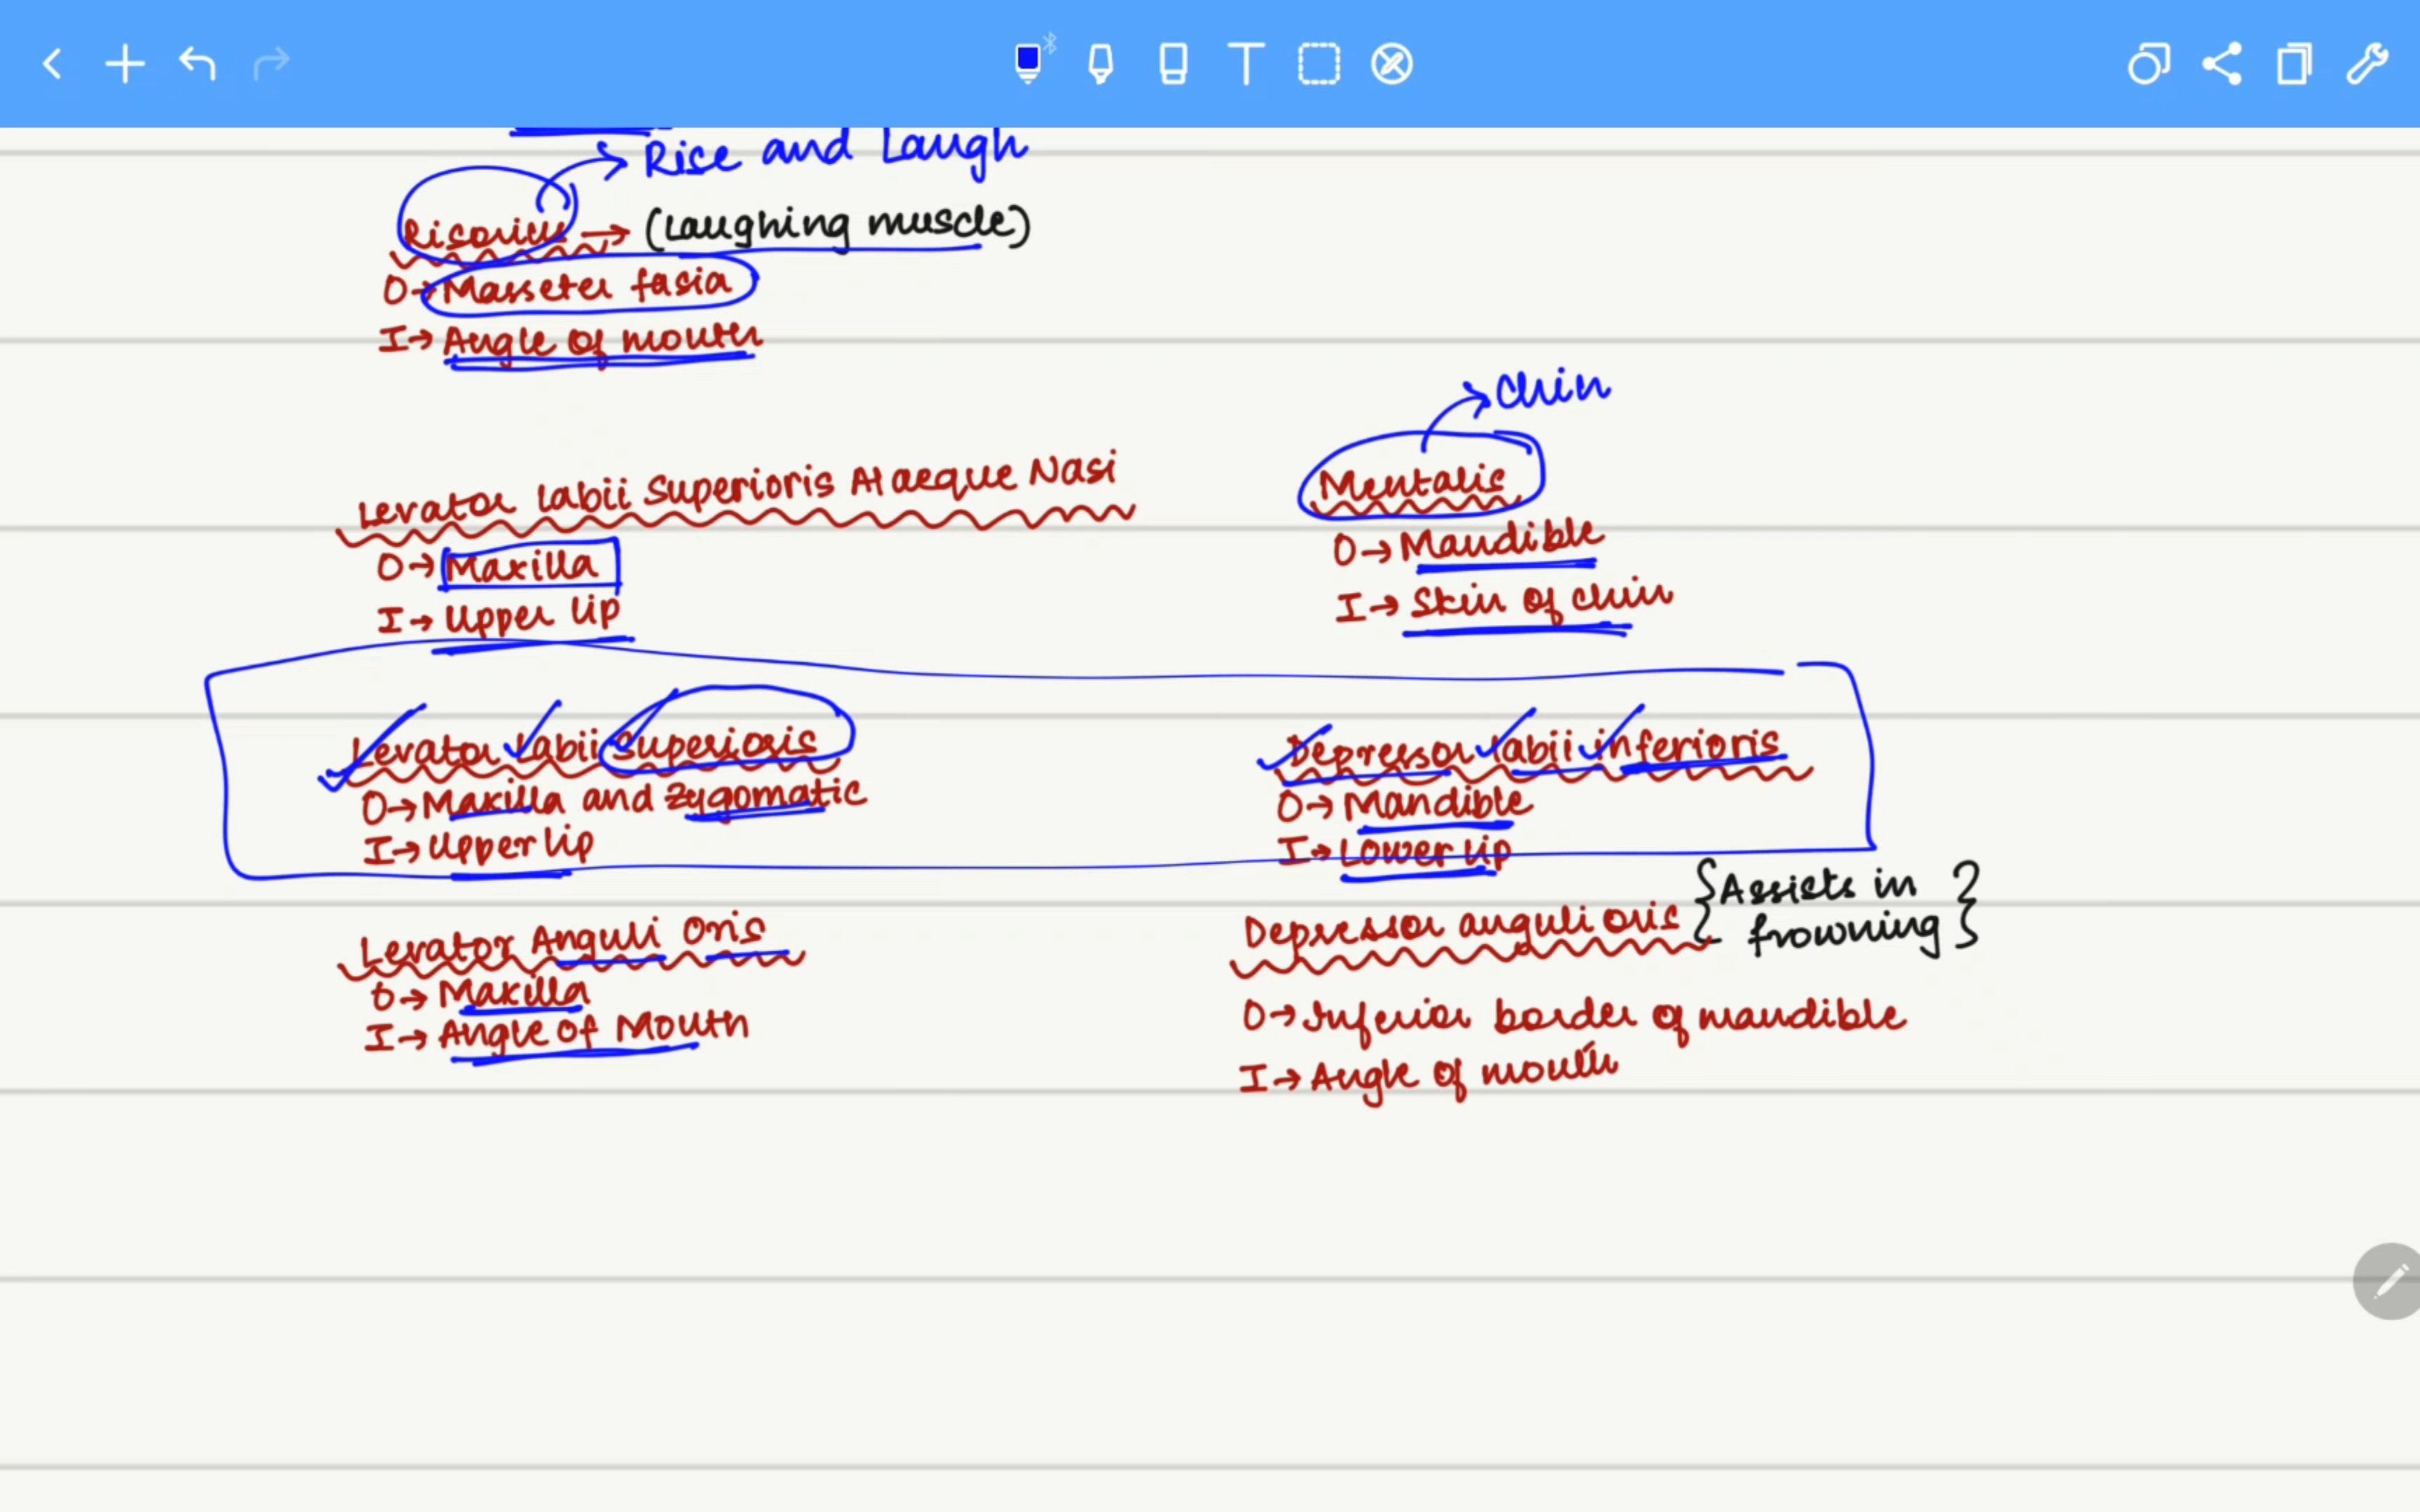 Rise and Laugh
Risorius → (Laughing muscle)
O→ Masseter fasia
I→ Angle of mouth
Chin
Levator labii Superioris Alaeque Nasi
Mentalis
O→ Maxilla
O→ Mandible
I→ Upper lip
I→ Skin of chin
Levator Labii Superioris
Depressor labii inferioris
O→ Maxilla and Zygomatic
O→ Mandible
I→ Upper lip
I→ Lower lip
{Assists in
frowning}
Levator Anguli Oris
Depressor anguli oris
O→ Maxilla
O→ Inferior border of mandible
I→ Angle of Mouth
I→ Angle of mouth